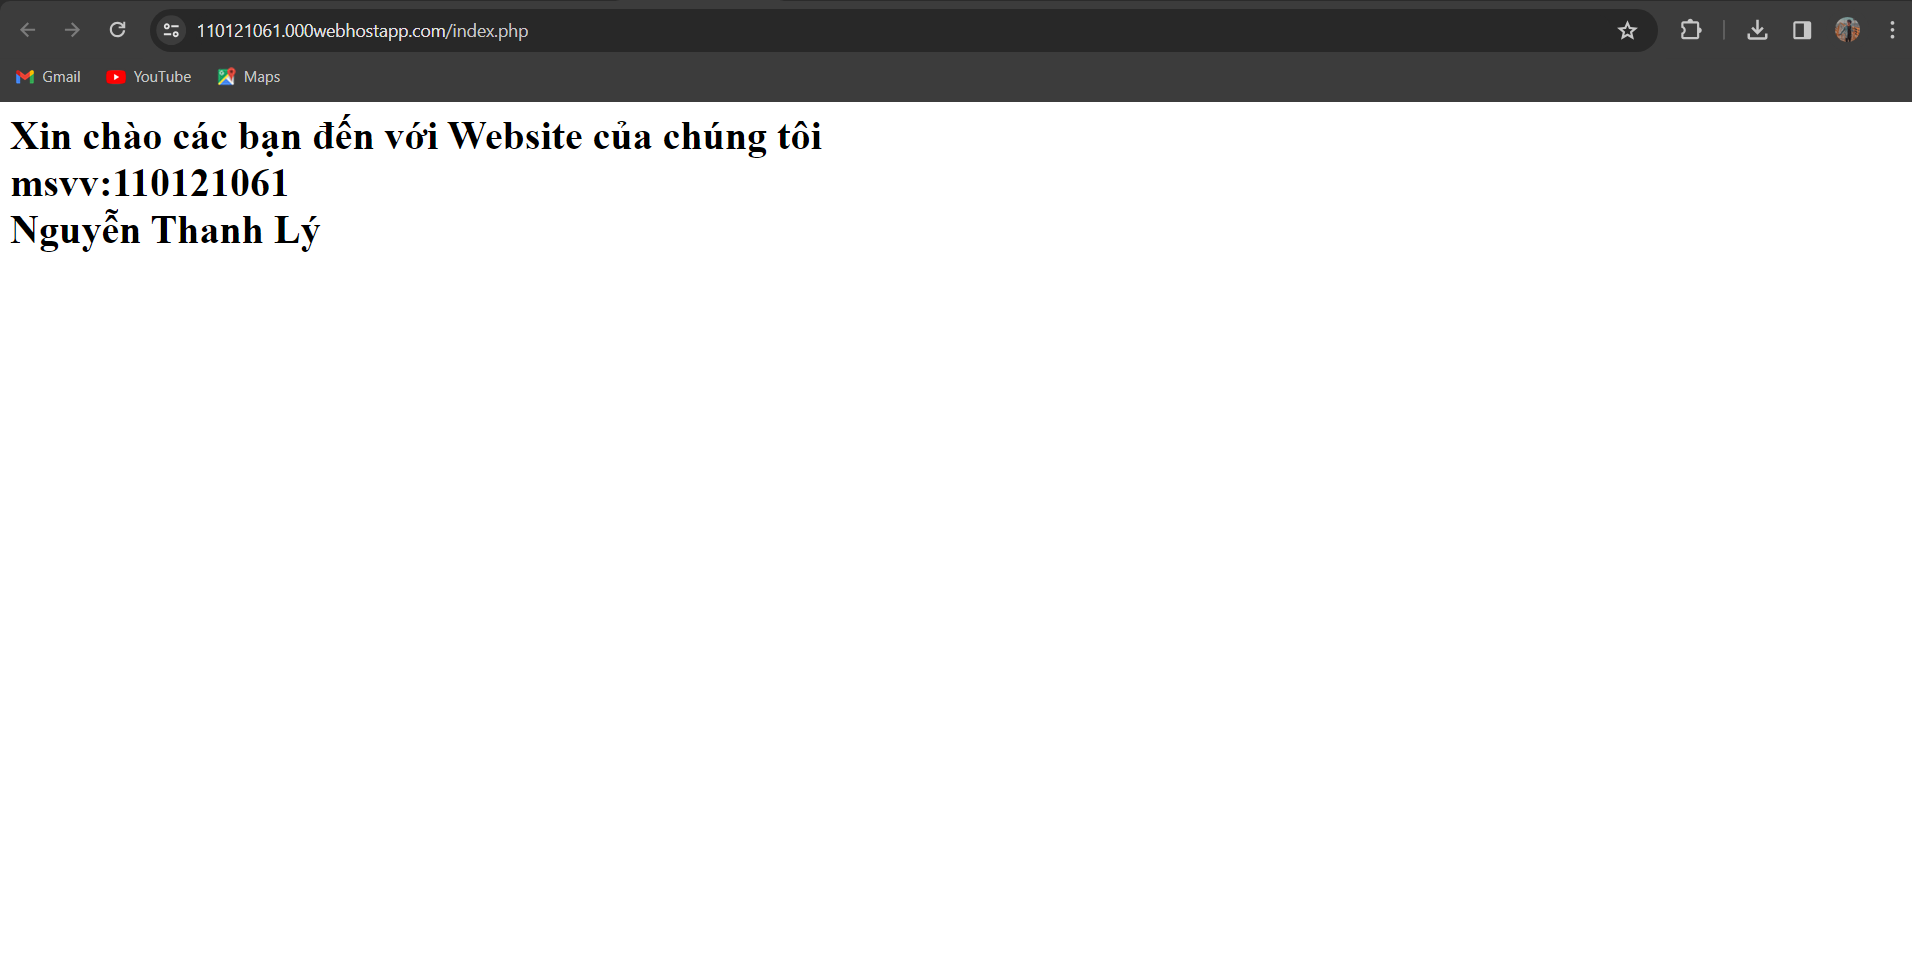 110121061.000webhostapp.com/index.php
Gmail YouTube Maps
Xin chào các bạn đến với Website của chúng tôi
msvv:110121061
Nguyễn Thanh Lý